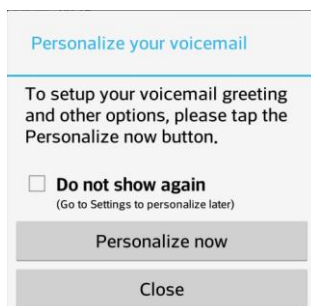 Personalize your voicemail
To setup your voicemail greeting
and other options, please tap the
Personalize now button.
Do not show again
(Go to Settings to personalize later)
Personalize now
Close